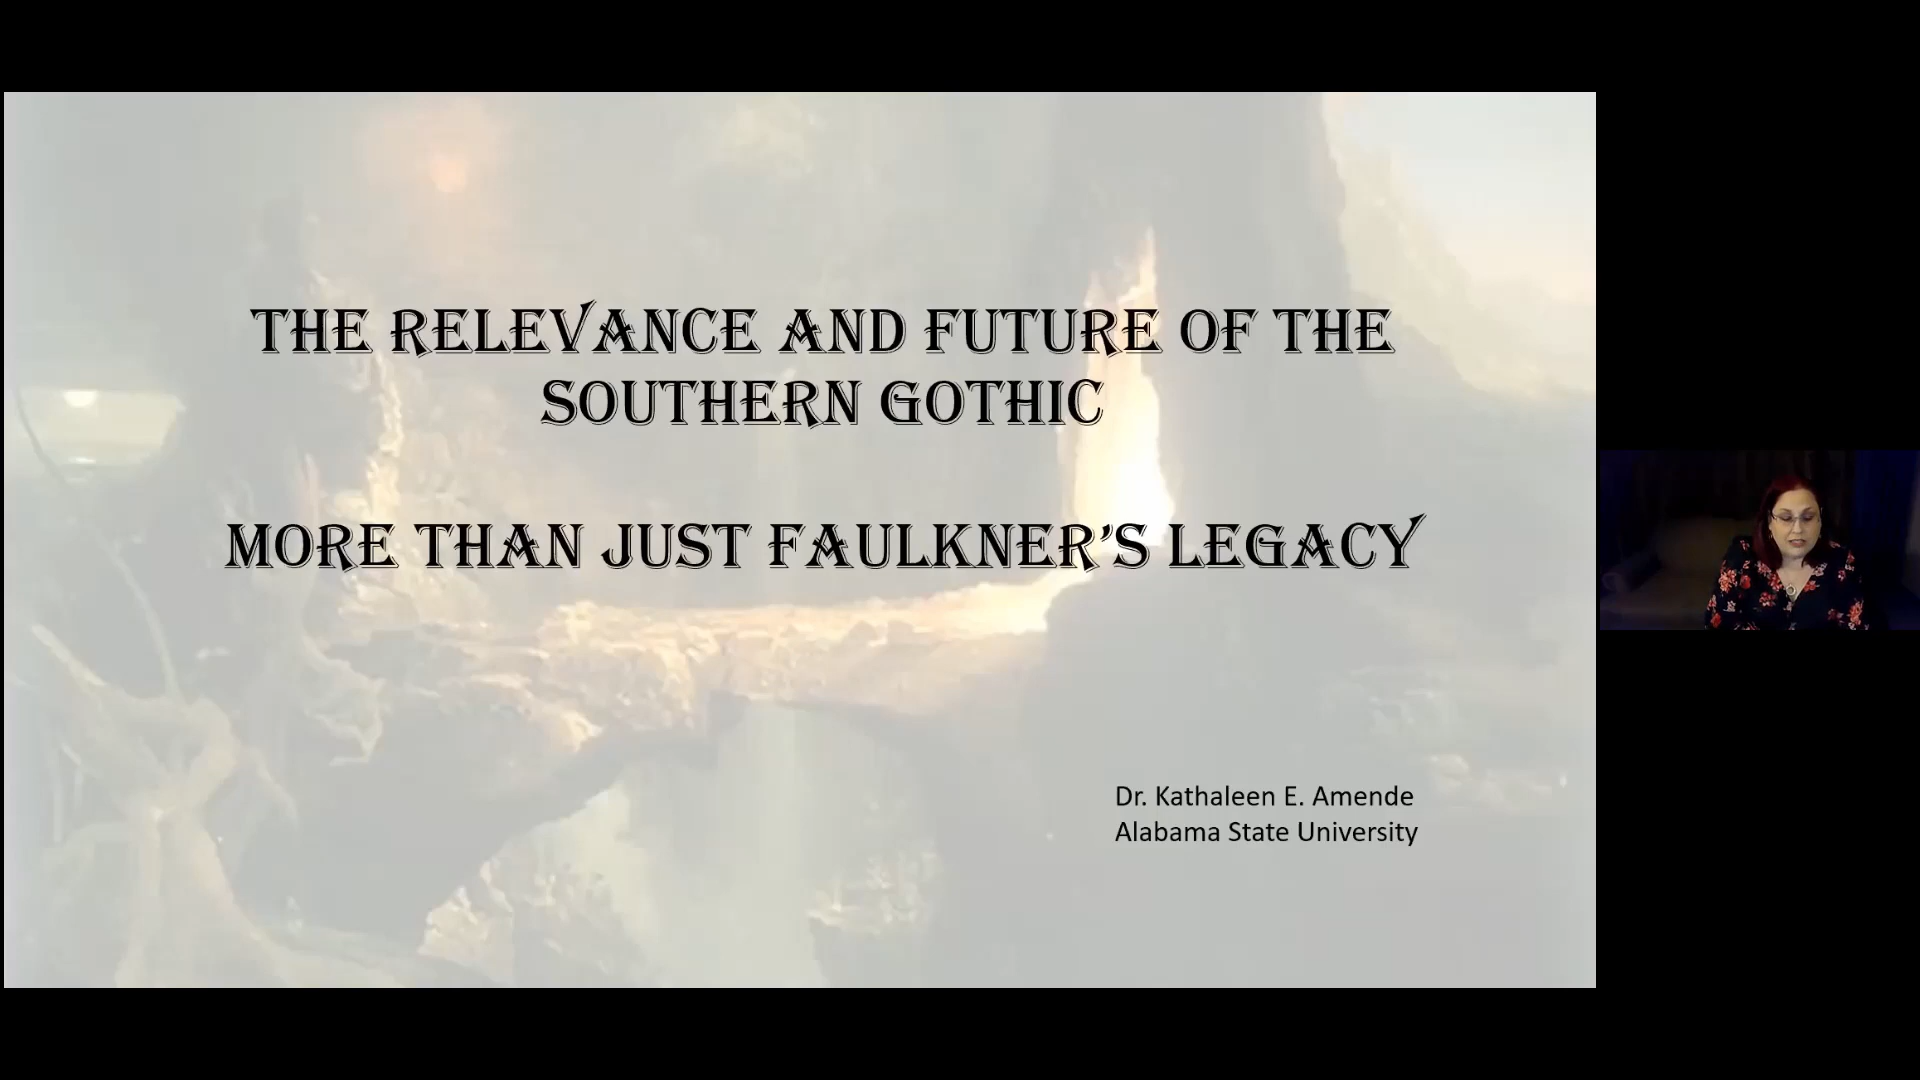 THE RELEVANCE AND FUTURE OF THE
SOUTHERN GOTHIC
MORE THAN JUST FAULKNER’S LEGACY
Dr. Kathaleen E. Amende
Alabama State University